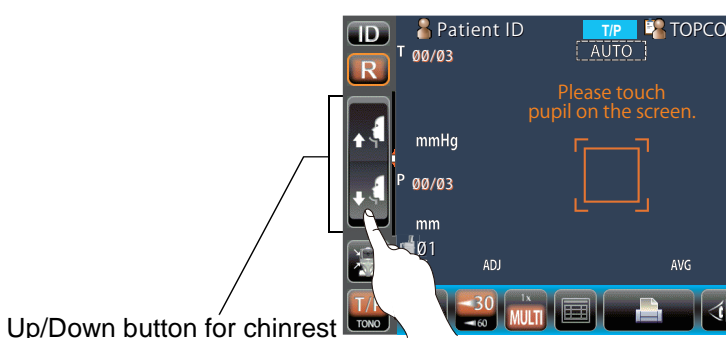 ID
Patient ID
T/P
TOPCO
R
T 00/03
AUTO
Please touch
pupil on the screen.
mmHg
P 00/03
mm
01
ADJ
AVG
T/P
TONO
30
60
1x
MULTI
Up/Down button for chinrest